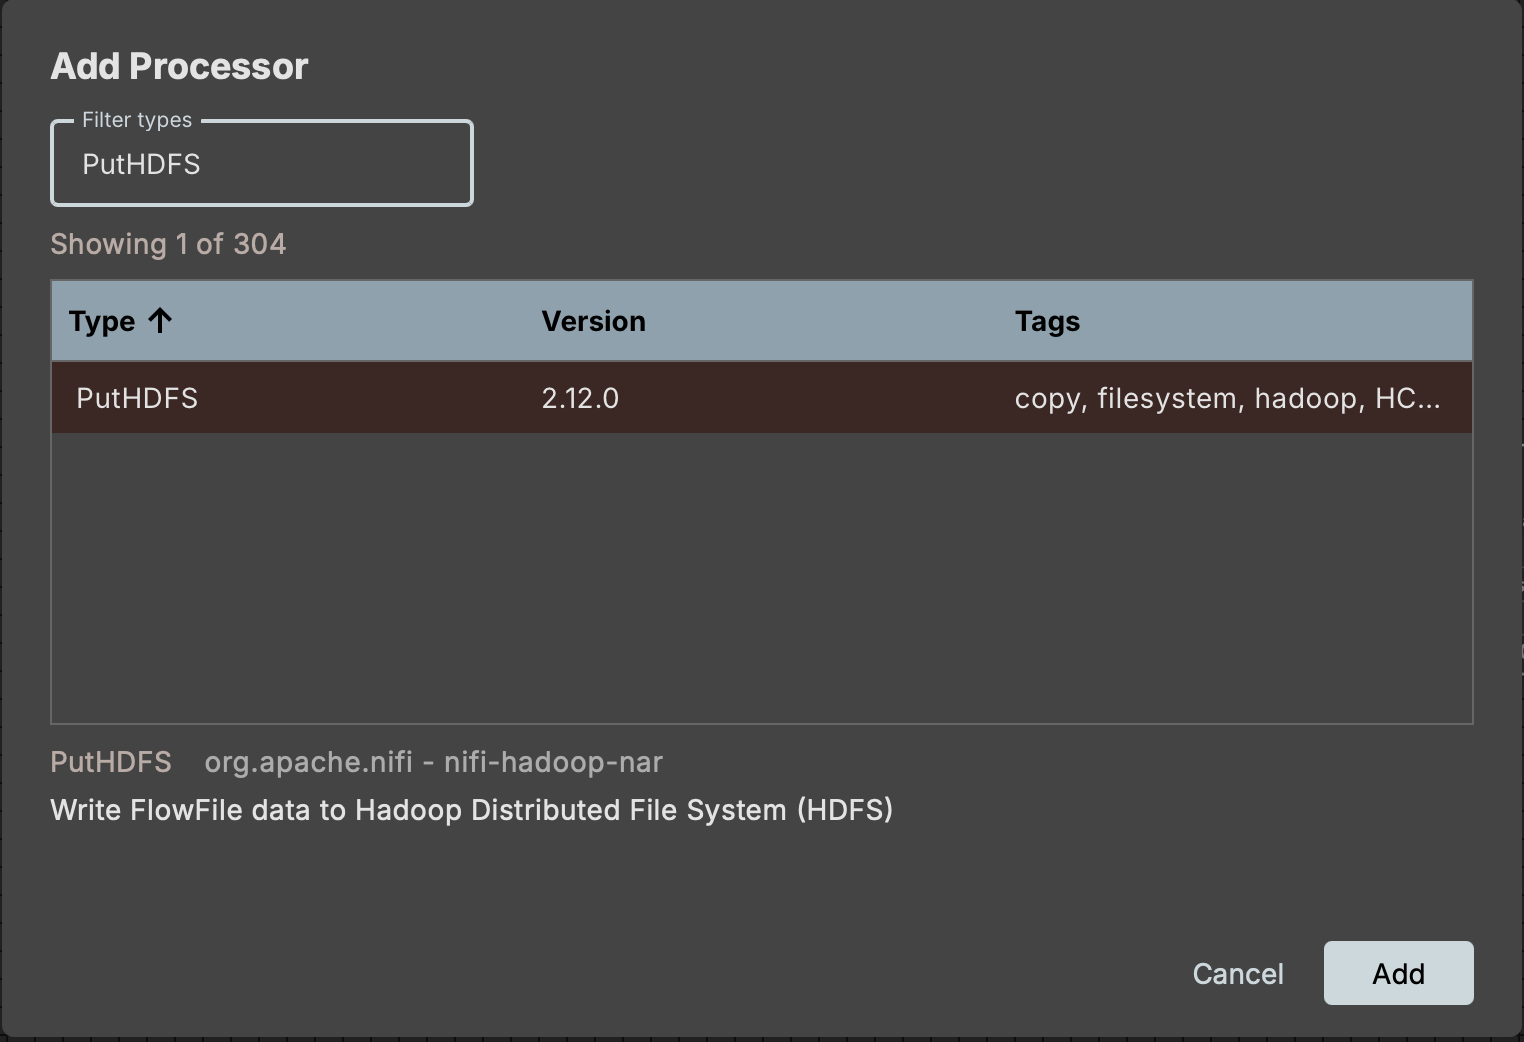 Add Processor
Filter types
PutHDFS
Showing 1 of 304
Type ↑ Version Tags
PutHDFS 2.12.0 copy, filesystem, hadoop, HC...
PutHDFS org.apache.nifi - nifi-hadoop-nar
Write FlowFile data to Hadoop Distributed File System (HDFS)
Cancel Add